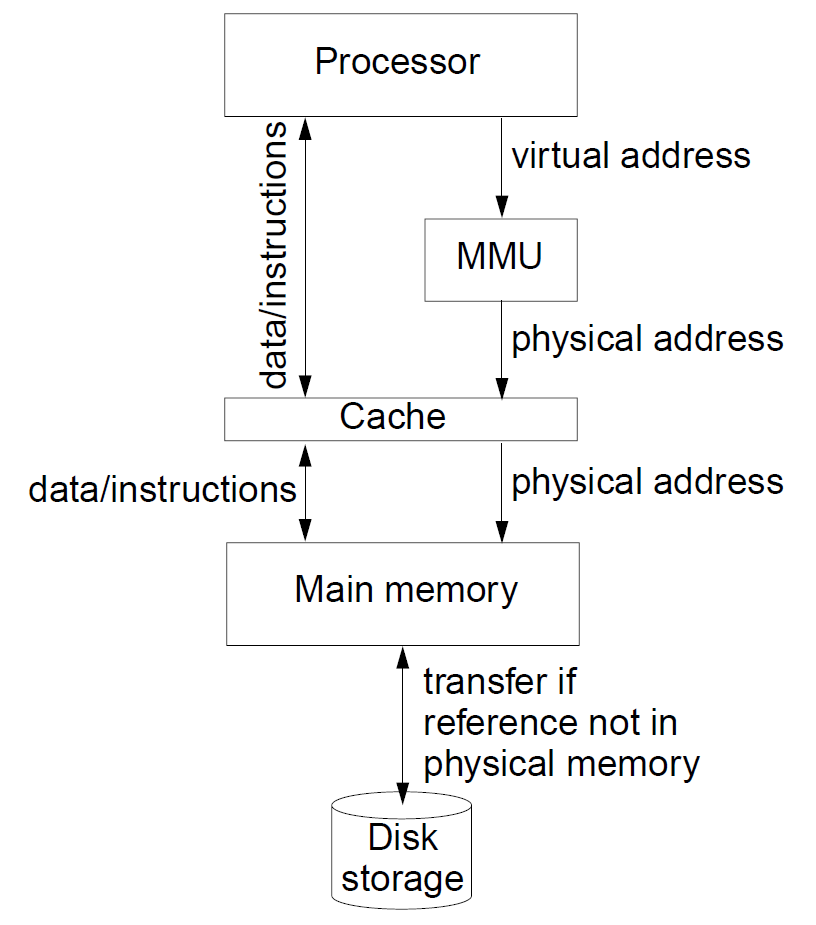 Processor
data/instructions
virtual address
MMU
physical address
Cache
data/instructions
physical address
Main memory
transfer if
reference not in
physical memory
Disk
storage